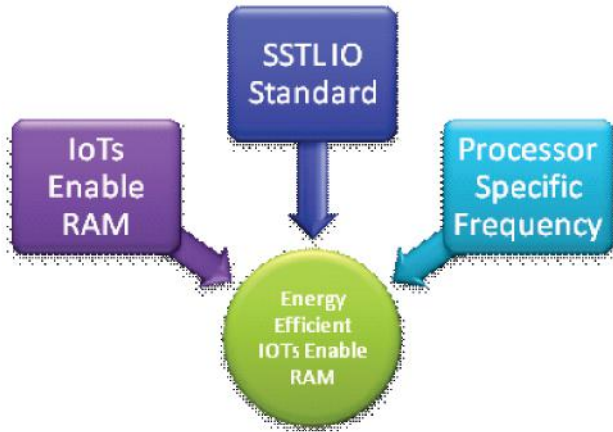 SSTL IO
Standard
IoTs
Enable
RAM
Processor
Specific
Frequency
Energy
Efficient
IOTs Enable
RAM